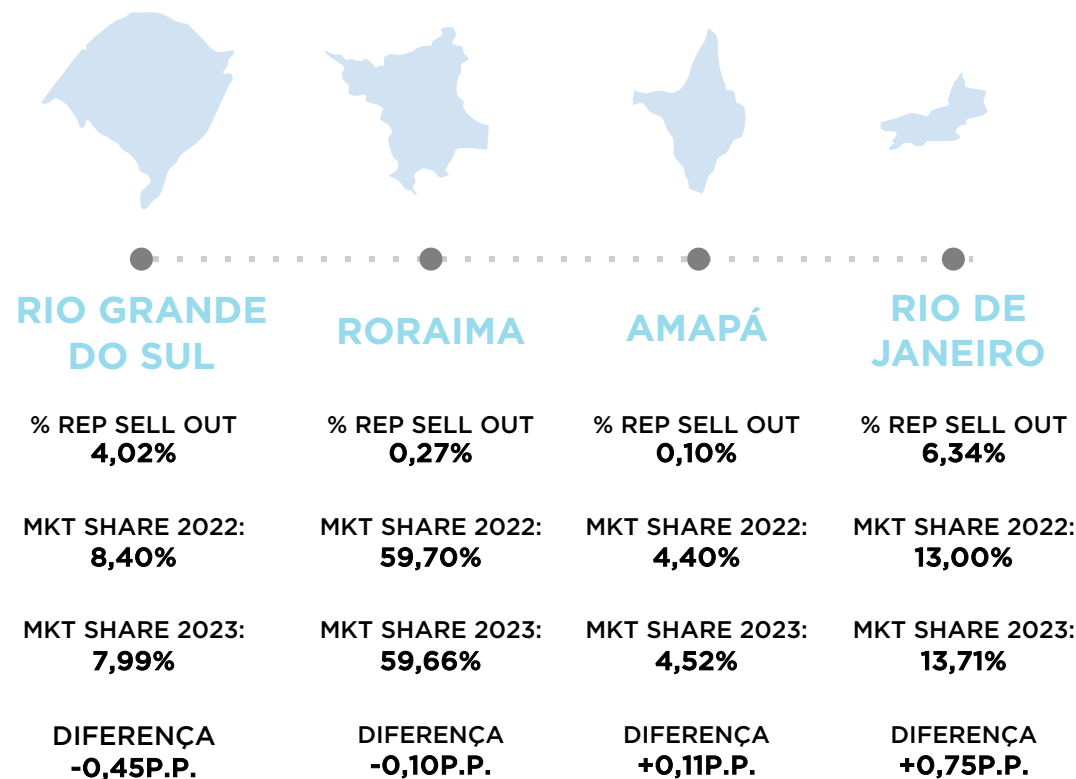 RIO GRANDE
DO SUL
% REP SELL OUT
4,02%
MKT SHARE 2022:
8,40%
MKT SHARE 2023:
7,99%
DIFERENÇA
-0,45P.P.
RORAIMA
% REP SELL OUT
0,27%
MKT SHARE 2022:
59,70%
MKT SHARE 2023:
59,66%
DIFERENÇA
-0,10P.P.
AMAPÁ
% REP SELL OUT
0,10%
MKT SHARE 2022:
4,40%
MKT SHARE 2023:
4,52%
DIFERENÇA
+0,11P.P.
RIO DE
JANEIRO
% REP SELL OUT
6,34%
MKT SHARE 2022:
13,00%
MKT SHARE 2023:
13,71%
DIFERENÇA
+0,75P.P.